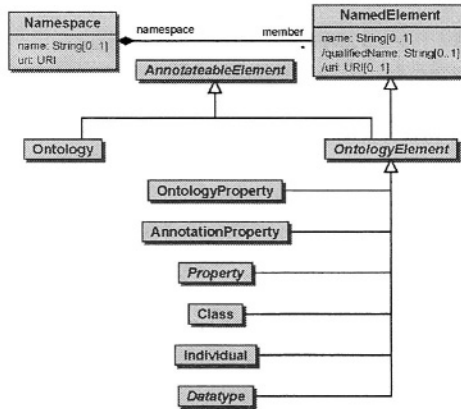 Namespace
name: String[0..1]
uri: URI
namespace
member
*
NamedElement
name: String[0..1]
/qualifiedName: String[0..1]
/uri: URI[0..1]
AnnotateableElement
Ontology
OntologyElement
OntologyProperty
AnnotationProperty
Property
Class
Individual
Datatype